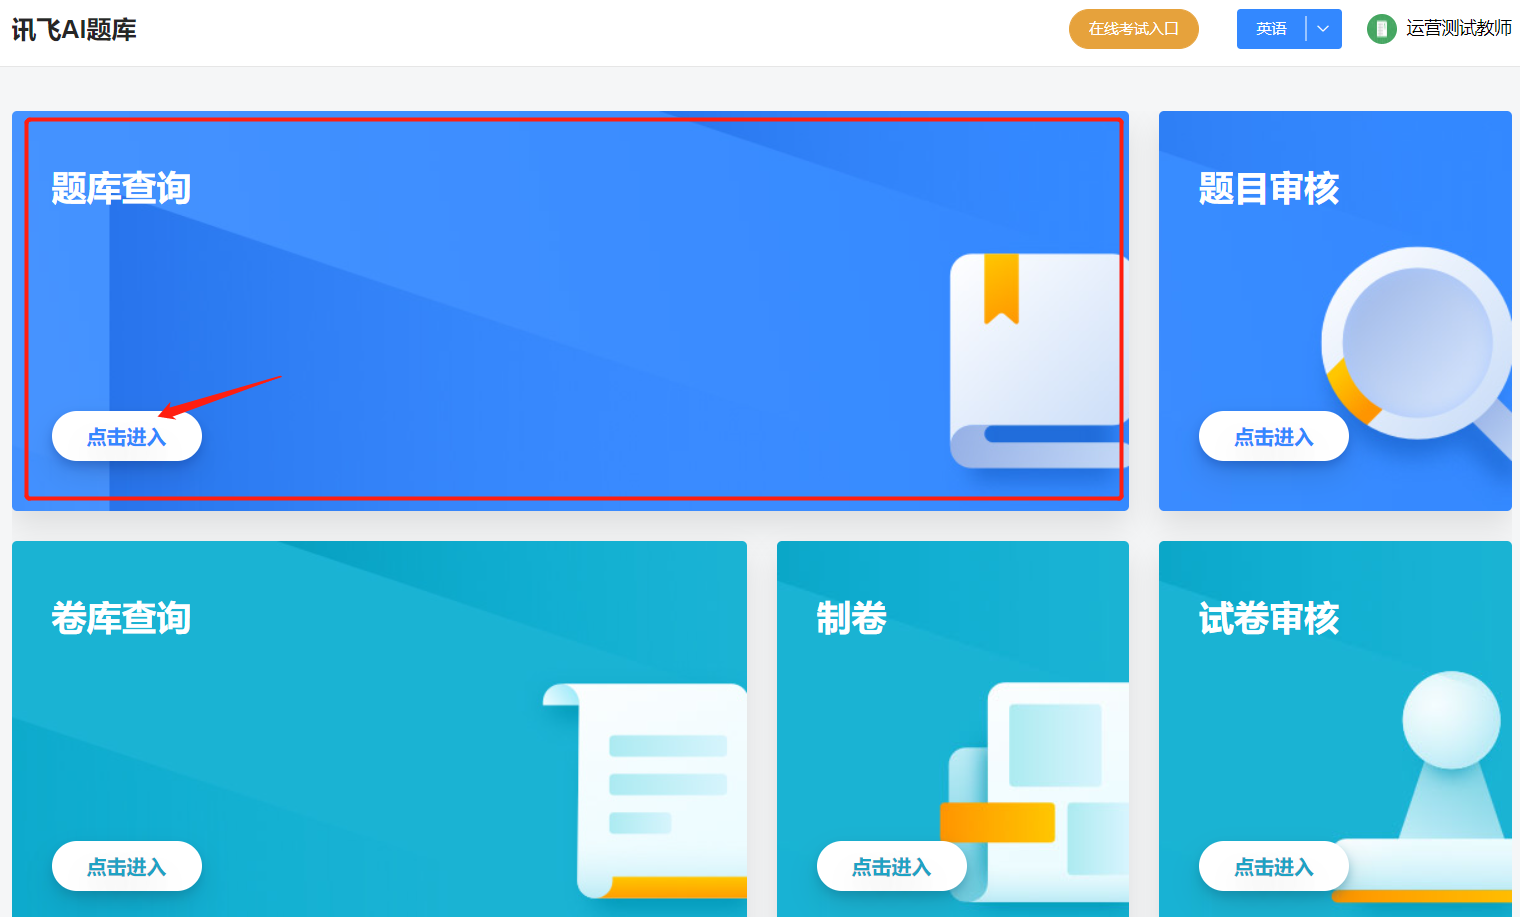 讯飞AI题库
在线考试入口
英语
运营测试教师
题库查询
点击进入
题目审核
点击进入
卷库查询
点击进入
制卷
点击进入
试卷审核
点击进入